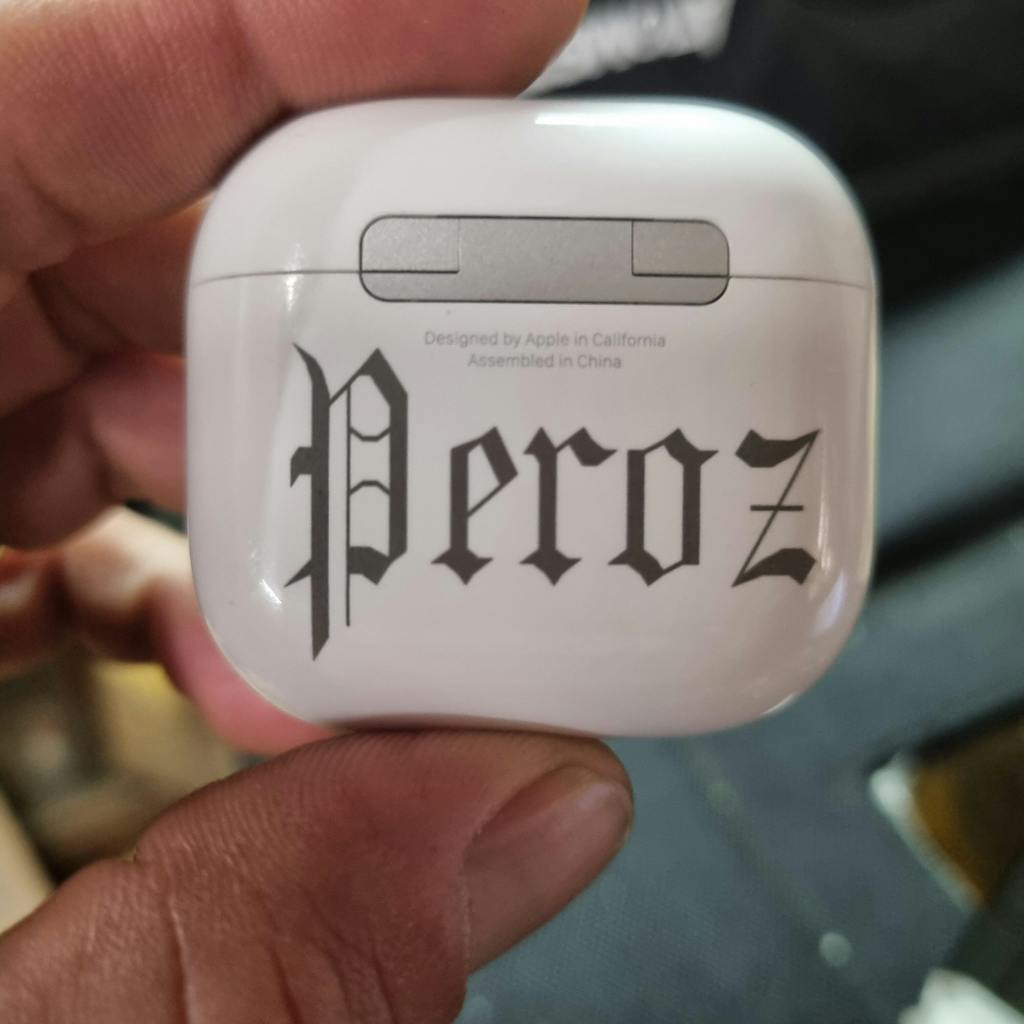 Designed by Apple in California
Assembled in China
Peroz